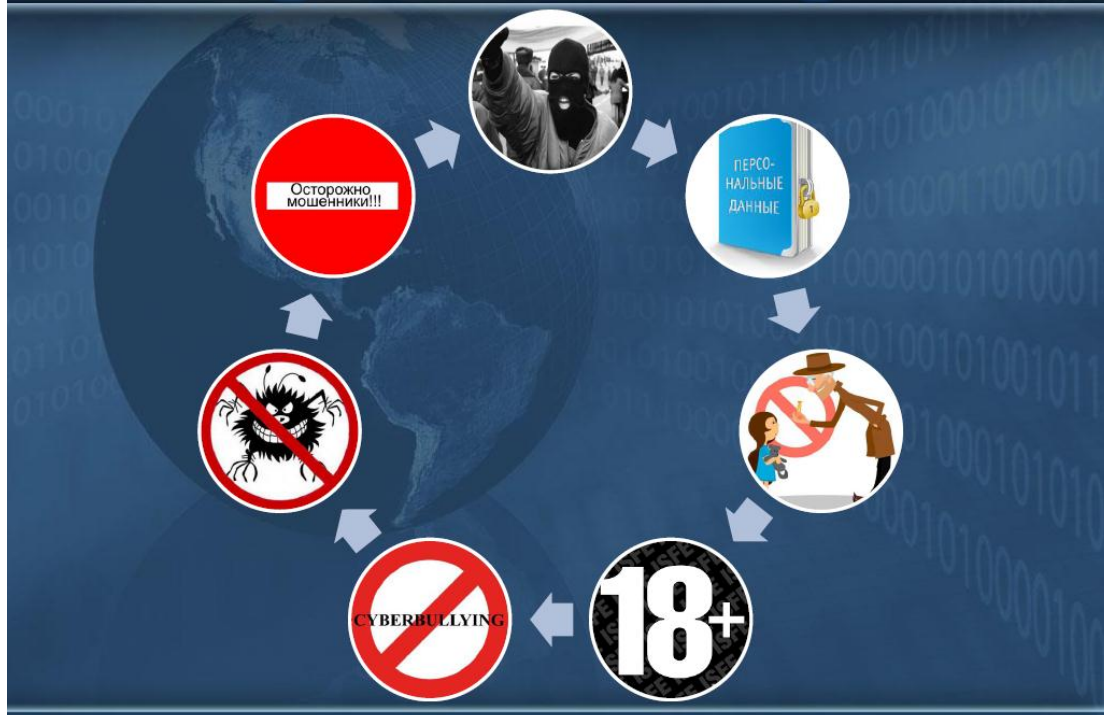 Осторожно
мошенники!!!
ПЕРСО-
НАЛЬНЫЕ
ДАННЫЕ
18+
CYBERBULLYING